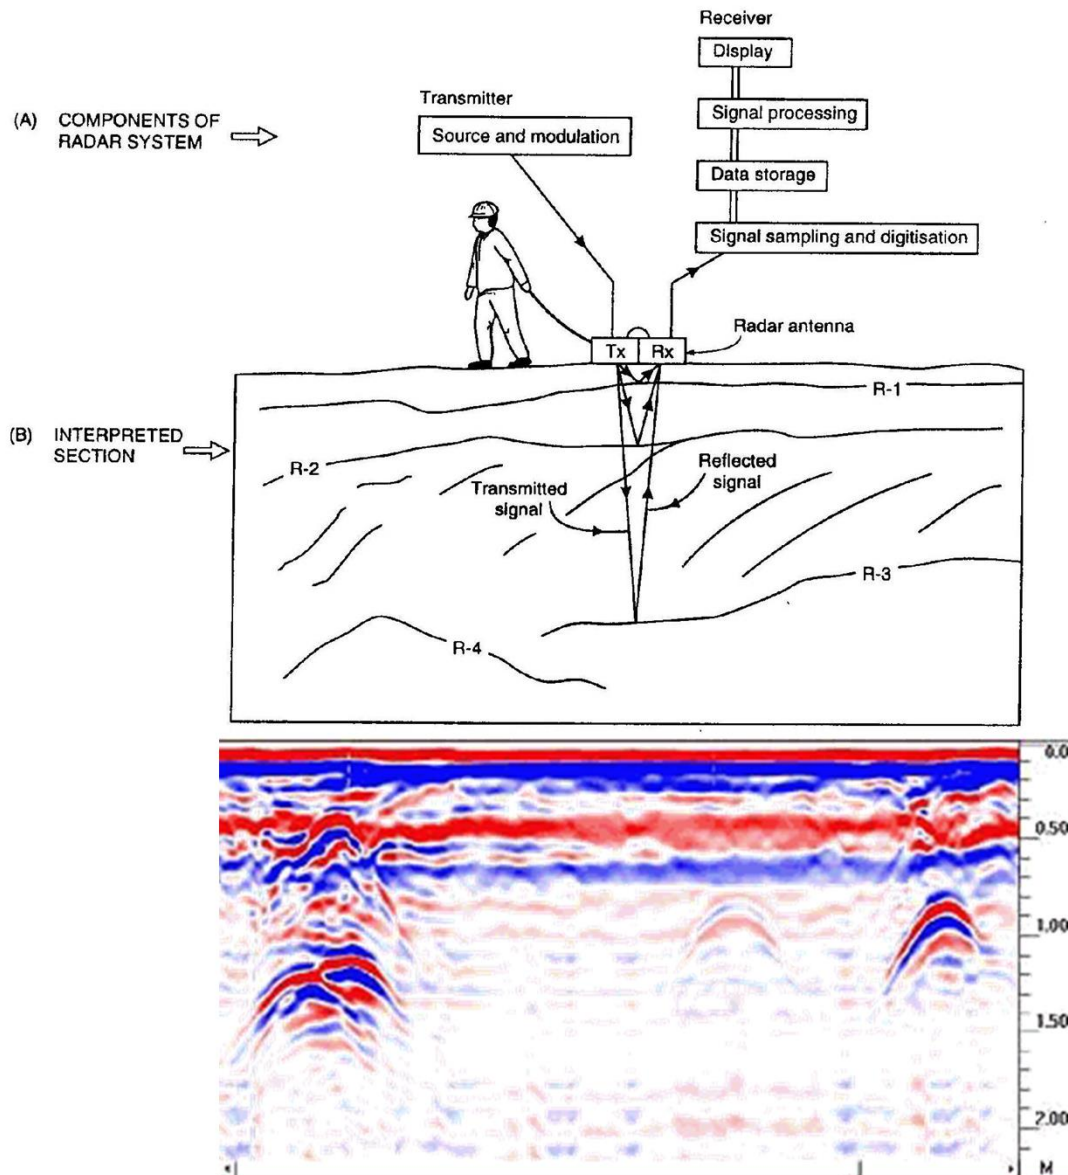 Receiver
Display
Transmitter
Signal processing
(A) COMPONENTS OF
RADAR SYSTEM
Source and modulation
Data storage
Signal sampling and digitisation
Radar antenna
Tx Rx
R-1
(B) INTERPRETED
SECTION
R-2
Reflected
signal
Transmitted
signal
R-3
R-4
0.0
0.50
1.00
1.50
2.00
M